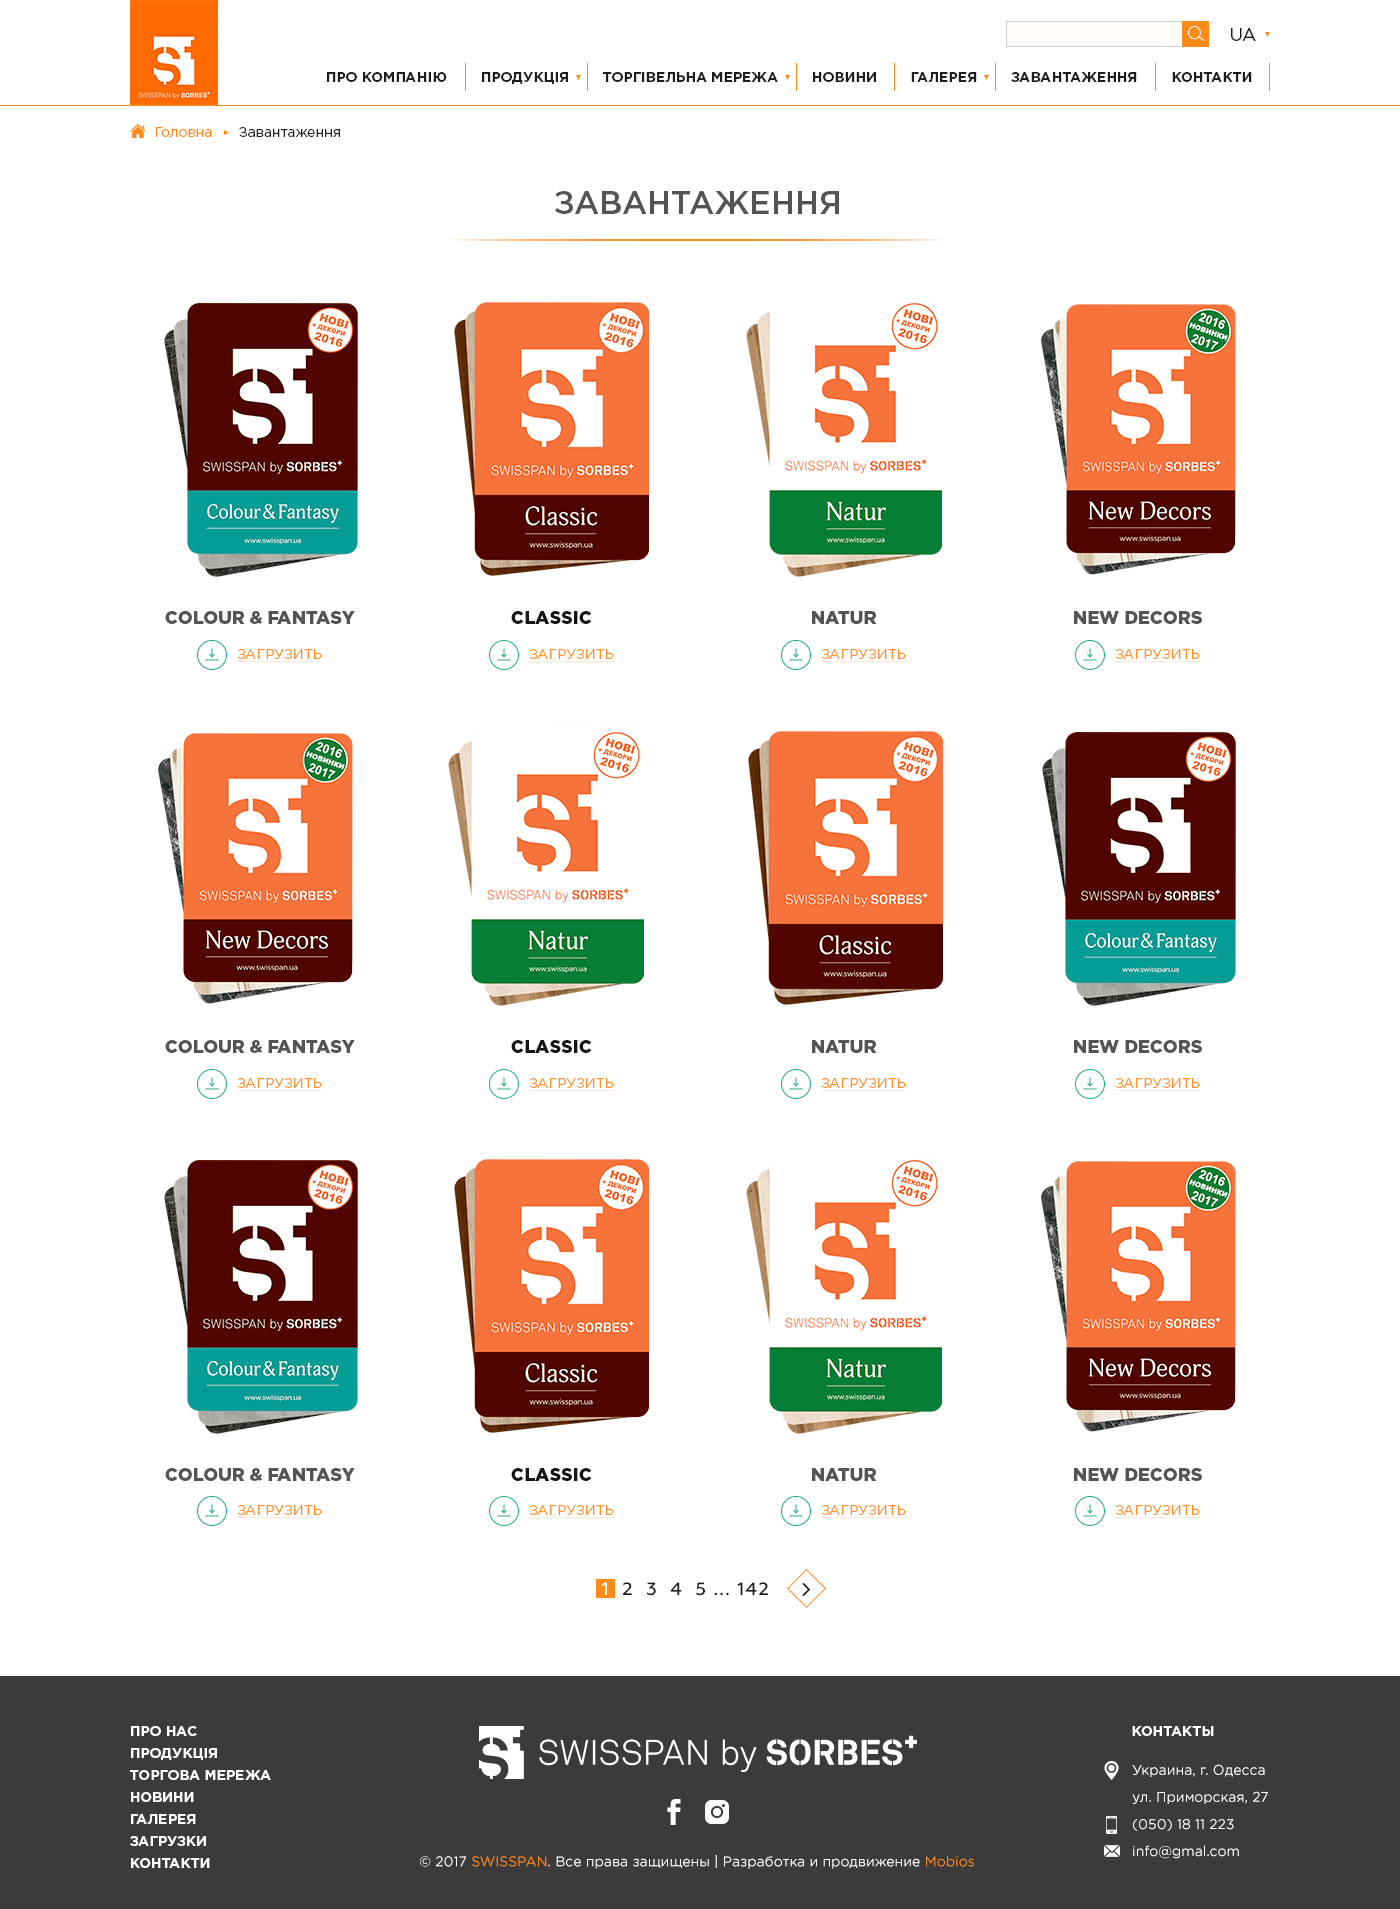 UA
SWISSPAN by SORBES+
ПРО КОМПАНІЮ ПРОДУКЦІЯ ТОРГІВЕЛЬНА МЕРЕЖА НОВИНИ ГАЛЕРЕЯ ЗАВАНТАЖЕННЯ КОНТАКТИ
Головна Завантаження
ЗАВАНТАЖЕННЯ
НОВІ
+ ДЕКОРИ
2016
SWISSPAN by SORBES+
Colour & Fantasy
www.swisspan.ua
НОВІ
+ ДЕКОРИ
2016
SWISSPAN by SORBES+
Classic
www.swisspan.ua
НОВІ
+ ДЕКОРИ
2016
SWISSPAN by SORBES+
Natur
www.swisspan.ua
2016
НОВИНКИ
2017
SWISSPAN by SORBES+
New Decors
www.swisspan.ua
COLOUR & FANTASY CLASSIC NATUR NEW DECORS
ЗАГРУЗИТЬ ЗАГРУЗИТЬ ЗАГРУЗИТЬ ЗАГРУЗИТЬ
2016
НОВИНКИ
2017
SWISSPAN by SORBES+
New Decors
www.swisspan.ua
НОВІ
+ ДЕКОРИ
2016
SWISSPAN by SORBES+
Natur
www.swisspan.ua
НОВІ
+ ДЕКОРИ
2016
SWISSPAN by SORBES+
Classic
www.swisspan.ua
НОВІ
+ ДЕКОРИ
2016
SWISSPAN by SORBES+
Colour & Fantasy
www.swisspan.ua
COLOUR & FANTASY CLASSIC NATUR NEW DECORS
ЗАГРУЗИТЬ ЗАГРУЗИТЬ ЗАГРУЗИТЬ ЗАГРУЗИТЬ
НОВІ
+ ДЕКОРИ
2016
SWISSPAN by SORBES+
Colour & Fantasy
www.swisspan.ua
НОВІ
+ ДЕКОРИ
2016
SWISSPAN by SORBES+
Classic
www.swisspan.ua
НОВІ
+ ДЕКОРИ
2016
SWISSPAN by SORBES+
Natur
www.swisspan.ua
2016
НОВИНКИ
2017
SWISSPAN by SORBES+
New Decors
www.swisspan.ua
COLOUR & FANTASY CLASSIC NATUR NEW DECORS
ЗАГРУЗИТЬ ЗАГРУЗИТЬ ЗАГРУЗИТЬ ЗАГРУЗИТЬ
1 2 3 4 5 ... 142
ПРО НАС
ПРОДУКЦІЯ
ТОРГОВА МЕРЕЖА
НОВИНИ
ГАЛЕРЕЯ
ЗАГРУЗКИ
КОНТАКТИ
SWISSPAN by SORBES+
© 2017 SWISSPAN. Все права защищены | Разработка и продвижение Mobios
КОНТАКТЫ
Украина, г. Одесса
ул. Приморская, 27
(050) 18 11 223
info@gmal.com